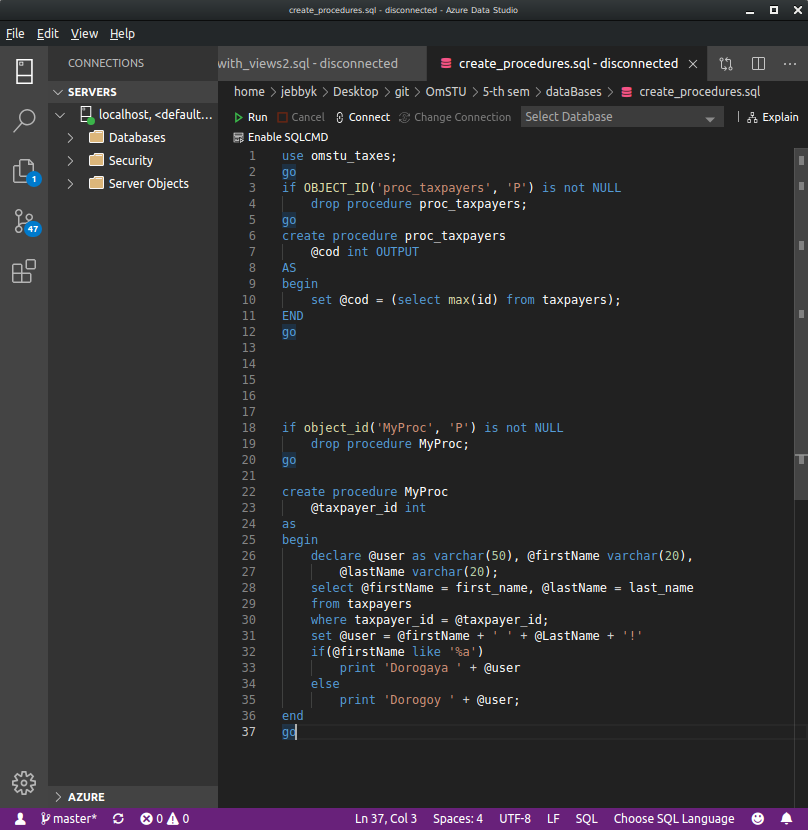 create_procedures.sql - disconnected - Azure Data Studio
File Edit View Help
CONNECTIONS
with_views2.sql - disconnected
create_procedures.sql - disconnected
SERVERS
home > jebbyk > Desktop > git > OmSTU > 5-th sem > dataBases > create_procedures.sql
localhost, <default...
Run Cancel Connect Change Connection Select Database Explain
Databases
Enable SQLCMD
Security
Server Objects
1 use omstu_taxes;
2 go
3 if OBJECT_ID('proc_taxpayers', 'P') is not NULL
4 drop procedure proc_taxpayers;
5 go
6 create procedure proc_taxpayers
7 @cod int OUTPUT
8 AS
9 begin
10 set @cod = (select max(id) from taxpayers);
11 END
12 go
13
14
15
16
17
18 if object_id('MyProc', 'P') is not NULL
19 drop procedure MyProc;
20 go
21
22 create procedure MyProc
23 @taxpayer_id int
24 as
25 begin
26 declare @user as varchar(50), @firstName varchar(20),
27 @lastName varchar(20);
28 select @firstName = first_name, @lastName = last_name
29 from taxpayers
30 where taxpayer_id = @taxpayer_id;
31 set @user = @firstName + ' ' + @LastName + '!'
32 if(@firstName like '%a')
33 print 'Dorogaya ' + @user
34 else
35 print 'Dorogoy ' + @user;
36 end
37 go
1
47
AZURE
master* 0 0 Ln 37, Col 3 Spaces: 4 UTF-8 LF SQL Choose SQL Language